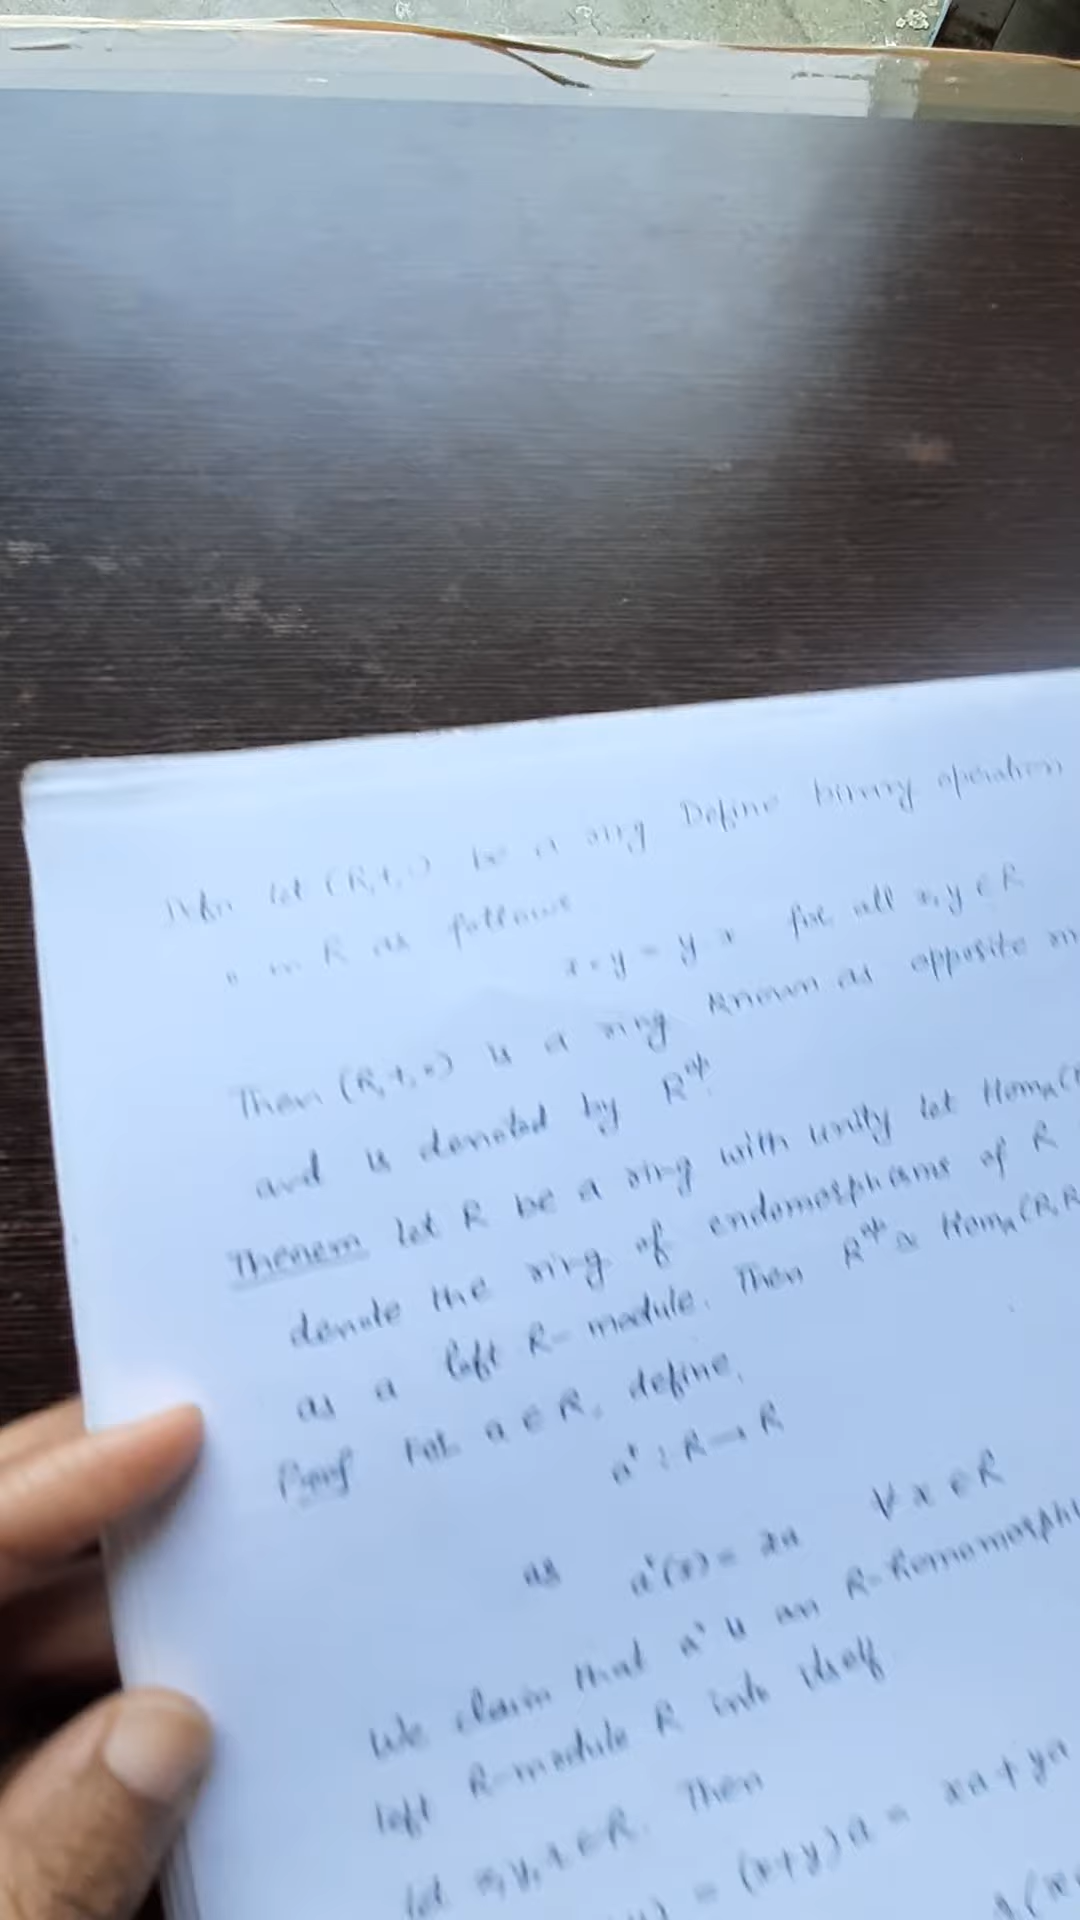 Defn let (R,+,·) be a ring Define binary operation
∘ in R as follows
x∘y = y·x for all x,y ∈ R
Then (R,+,∘) is a ring known as opposite
and is denoted by R^op.
Theorem let R be a ring with unity let Hom_R(
denote the ring of endomorphisms of R
as a left R-module. Then R^op ≅ Hom_R(R,R
Proof For a ∈ R, define,
a* : R → R
as a*(x) = xa ∀ x ∈ R
We claim that a* is an R-homomorph
left R-module R into itself
let x,y,r ∈ R. Then
= (x+y)a = xa + ya